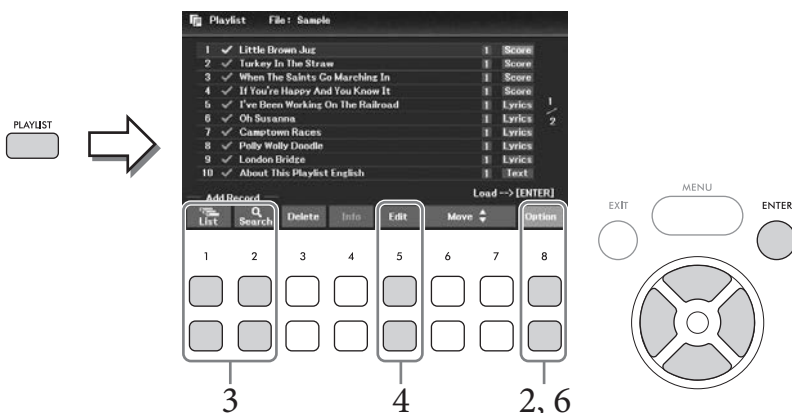 Playlist File: Sample
1 Little Brown Jug 1 Score
2 Turkey In The Straw 1 Score
3 When The Saints Go Marching In 1 Score
4 If You're Happy And You Know It 1 Score
5 I've Been Working On The Railroad 1 Lyrics
6 Oh Susanna 1 Lyrics
7 Camptown Races 1 Lyrics
8 Polly Wolly Doodle 1 Lyrics
9 London Bridge 1 Lyrics
10 About This Playlist English 1 Text
1/2
PLAYLIST
Add Record Load-->[ENTER]
List Search Delete Info Edit Move Option
MENU
EXIT
ENTER
1 2 3 4 5 6 7 8
3 4 2, 6